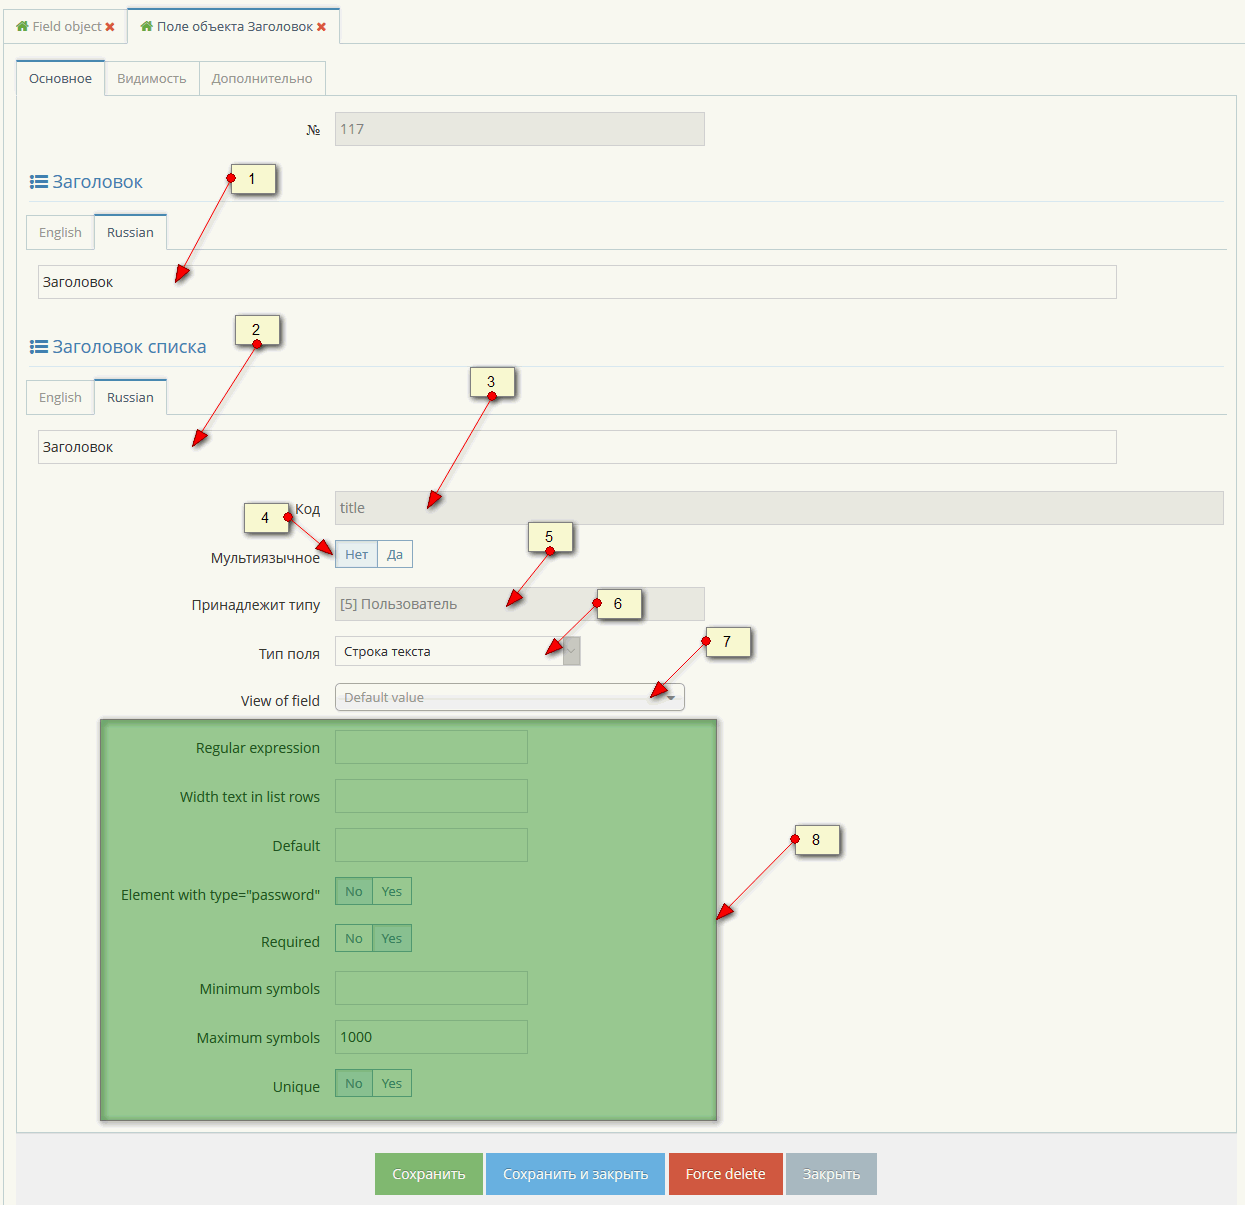 Field object Поле объекта Заголовок
Основное Видимость Дополнительно
№ 117
Заголовок 1
English Russian
Заголовок
2
Заголовок списка
3
English Russian
Заголовок
Код title
4
Мультиязычное Нет Да
5
Принадлежит типу [5] Пользователь
6
Тип поля Строка текста
7
View of field Default value
Regular expression
Width text in list rows
Default
8
Element with type="password" No Yes
Required No Yes
Minimum symbols
Maximum symbols 1000
Unique No Yes
Сохранить Сохранить и закрыть Force delete Закрыть